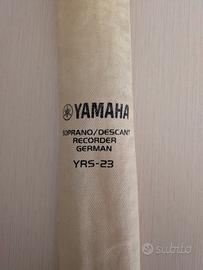 YAMAHA
SOPRANO/DESCANT
RECORDER
GERMAN
YRS-23
subito